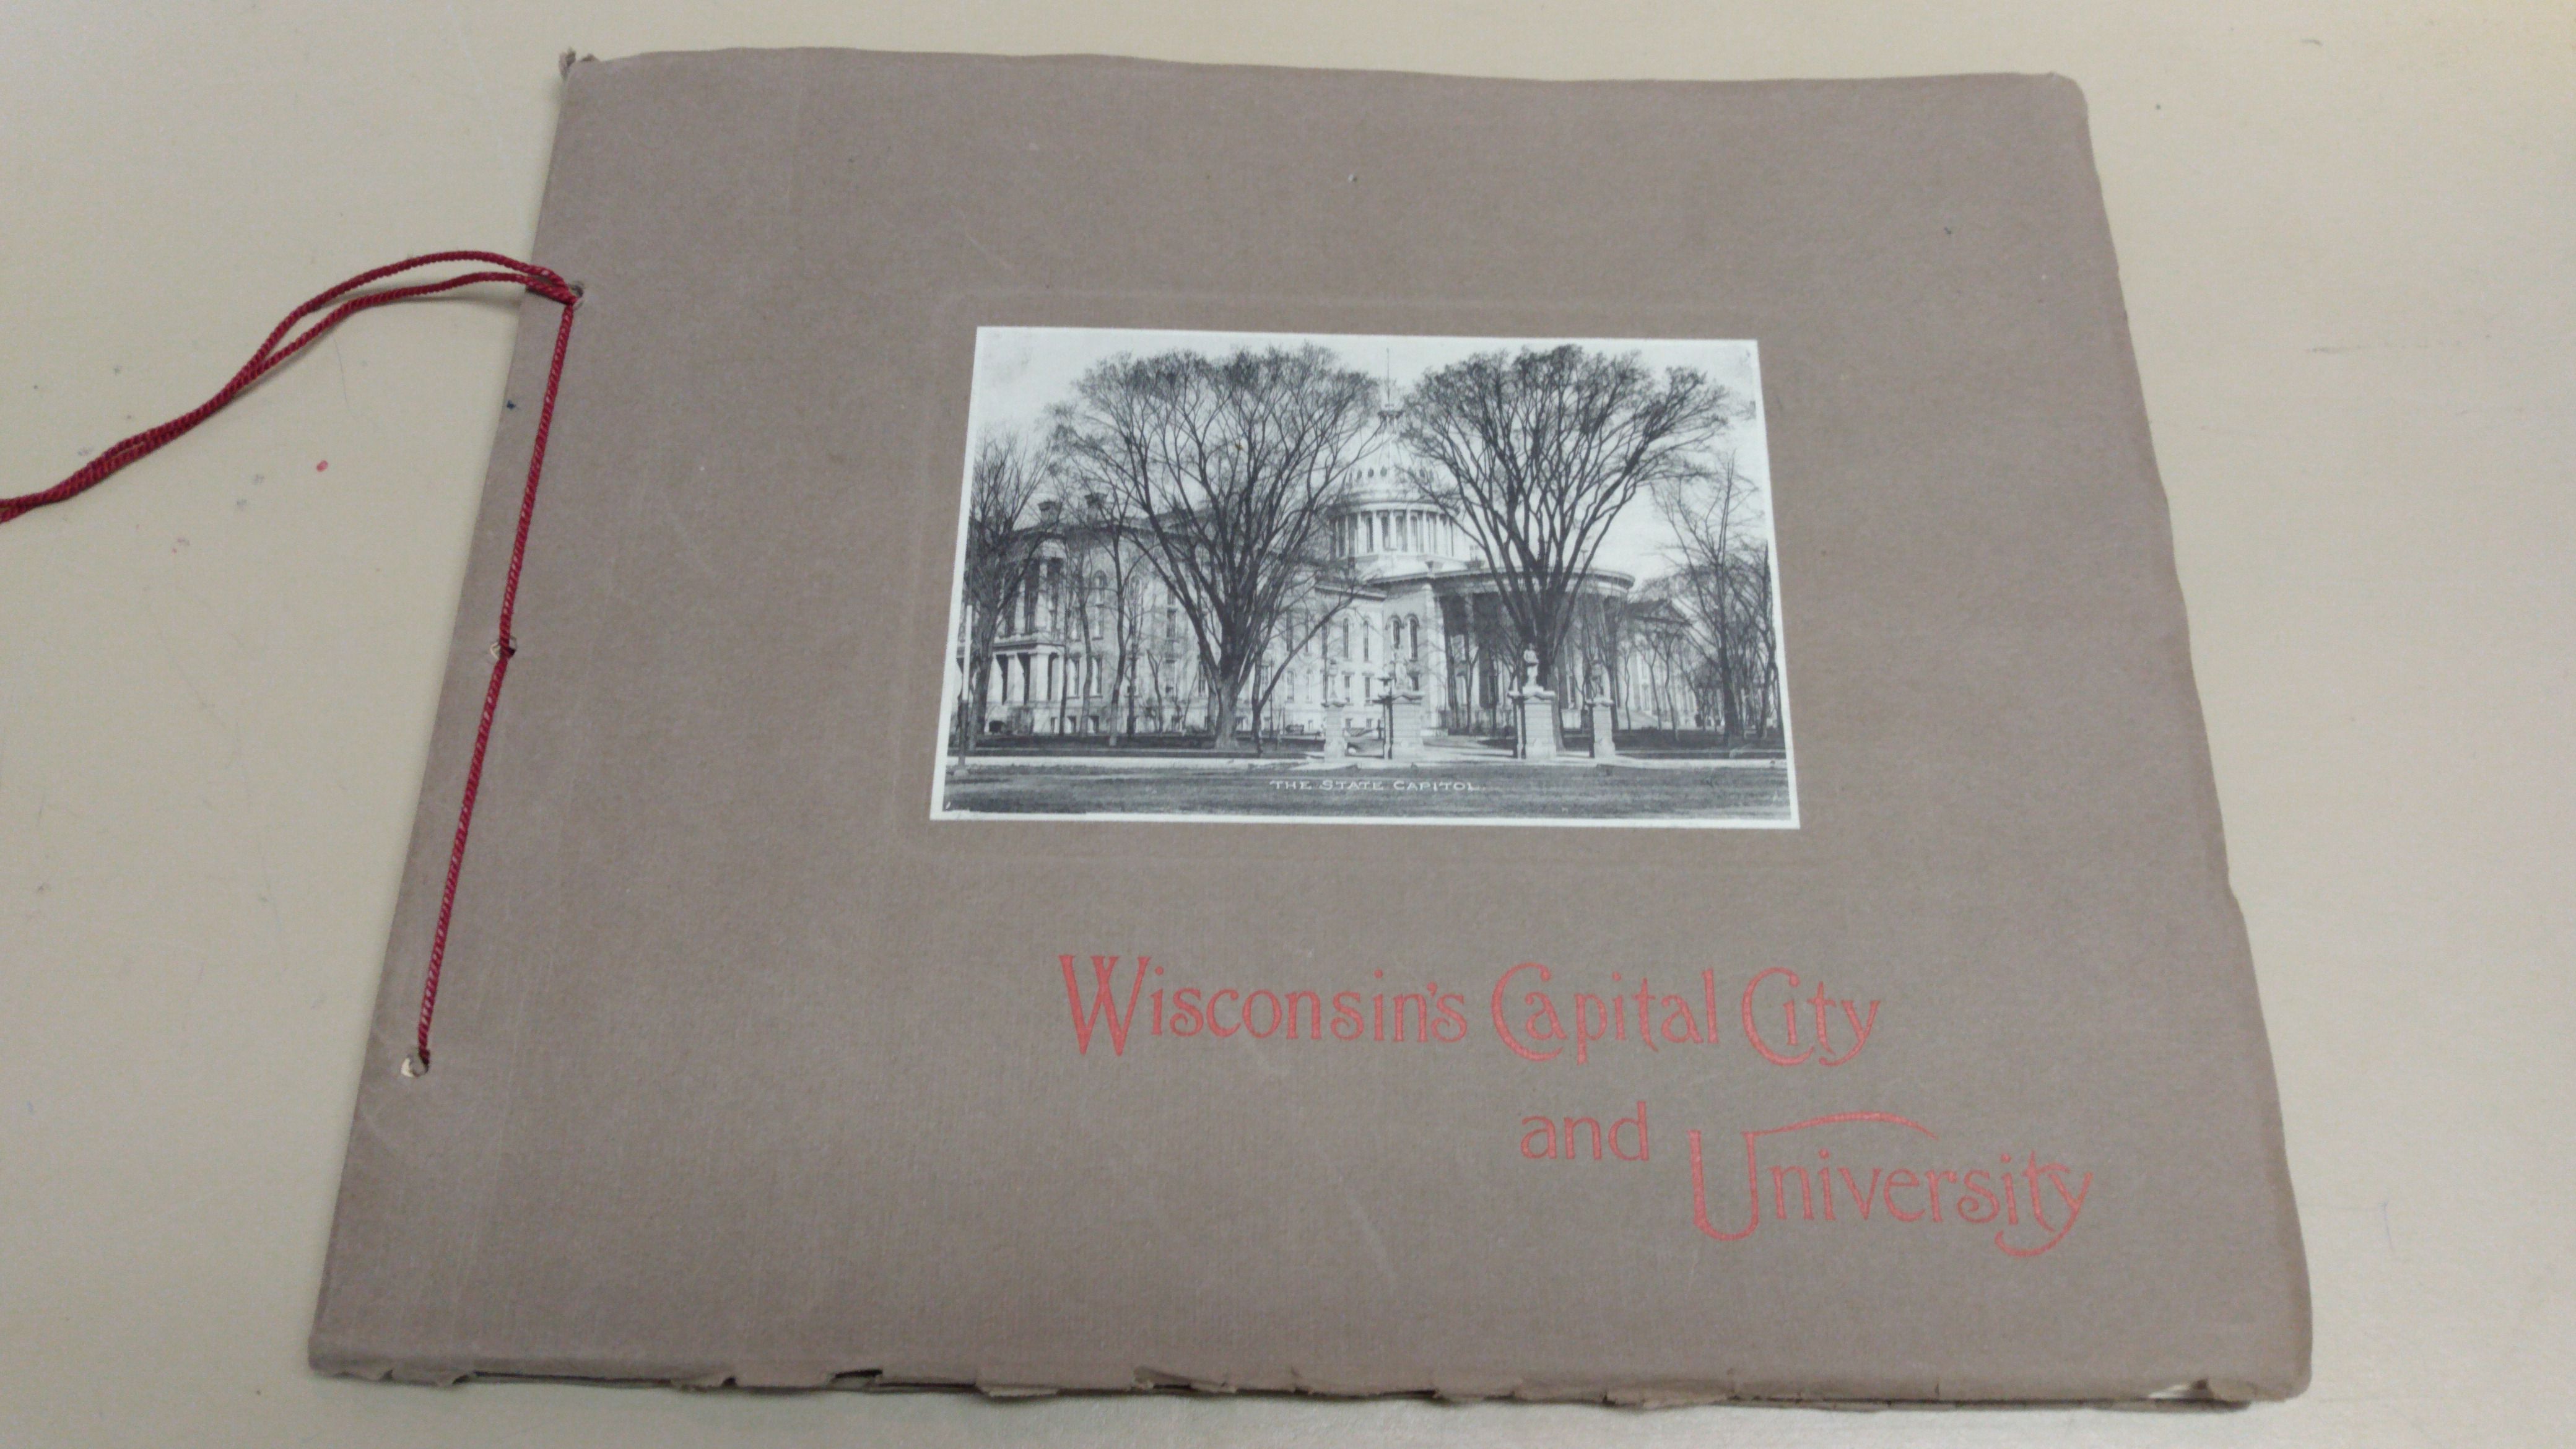 THE STATE CAPITOL.
Wisconsin's Capital City
and University